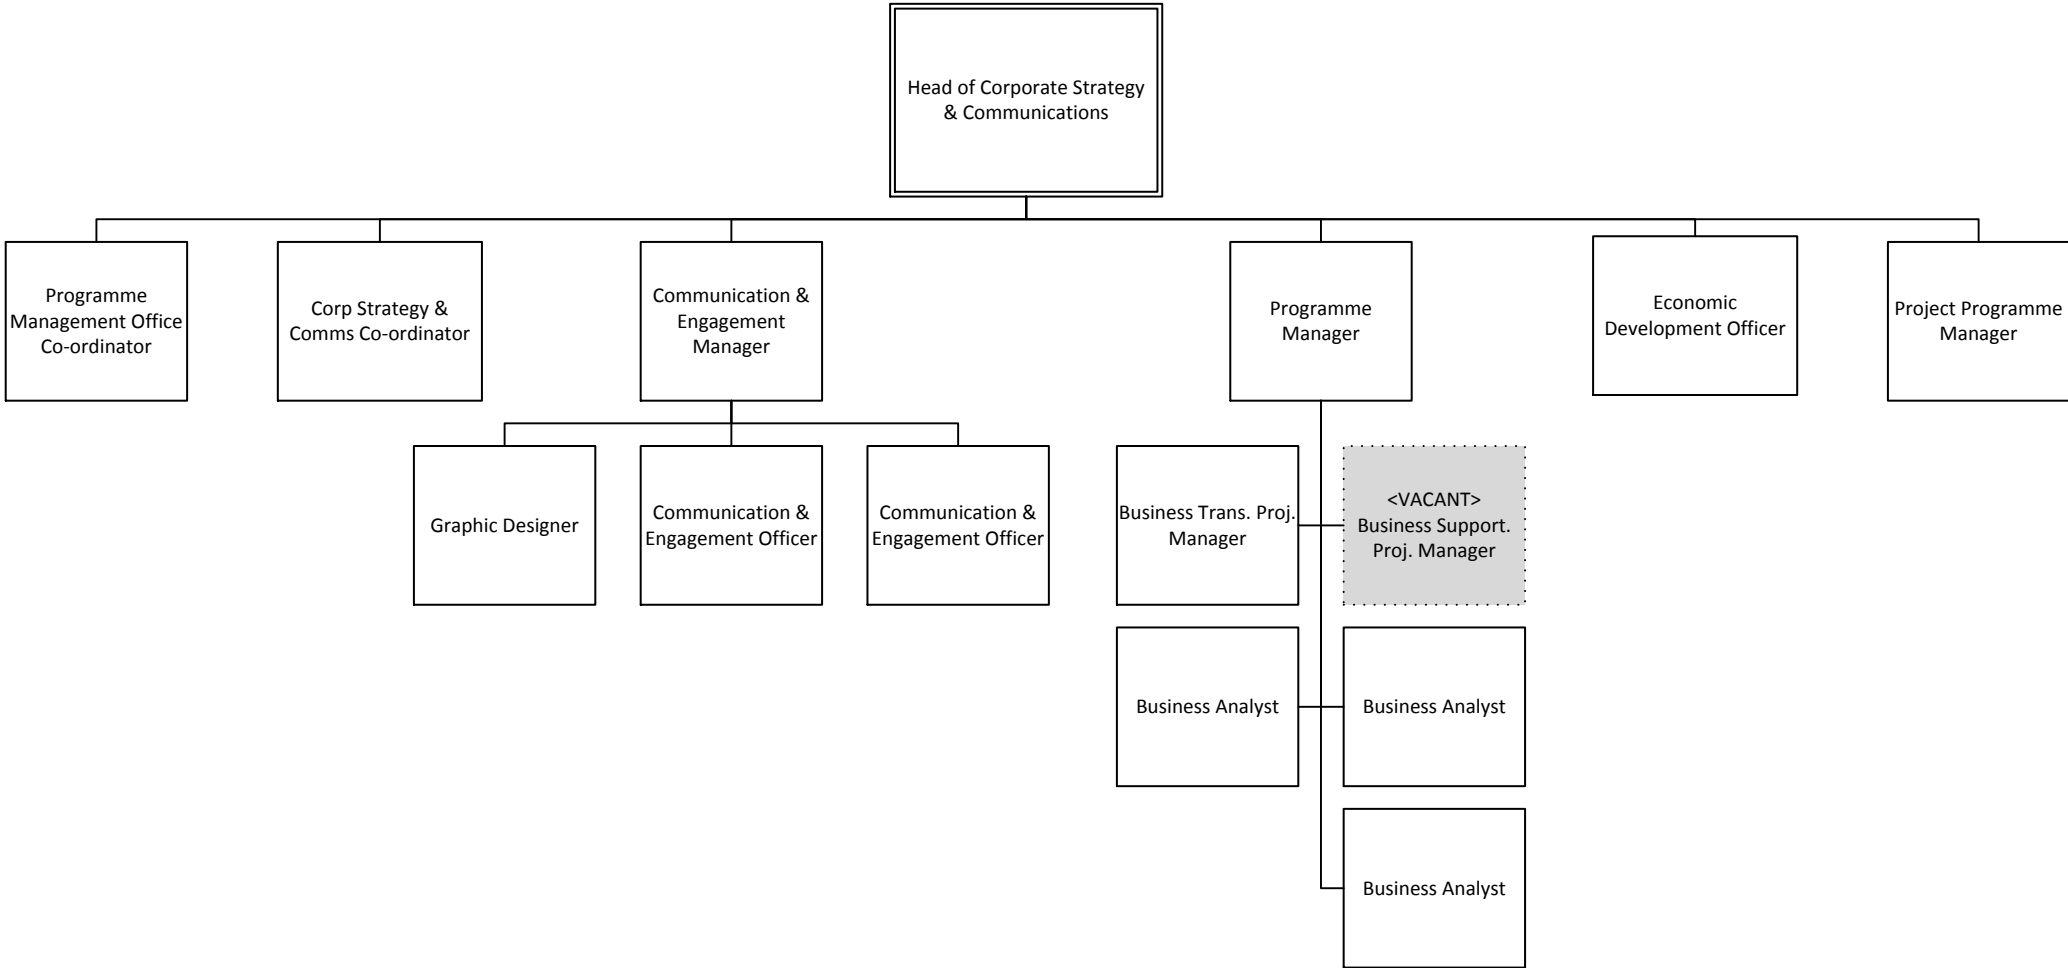 Head of Corporate Strategy
& Communications
Programme
Management Office
Co-ordinator
Corp Strategy &
Comms Co-ordinator
Communication &
Engagement
Manager
Programme
Manager
Economic
Development Officer
Project Programme
Manager
Graphic Designer
Communication &
Engagement Officer
Communication &
Engagement Officer
Business Trans. Proj.
Manager
<VACANT>
Business Support.
Proj. Manager
Business Analyst
Business Analyst
Business Analyst